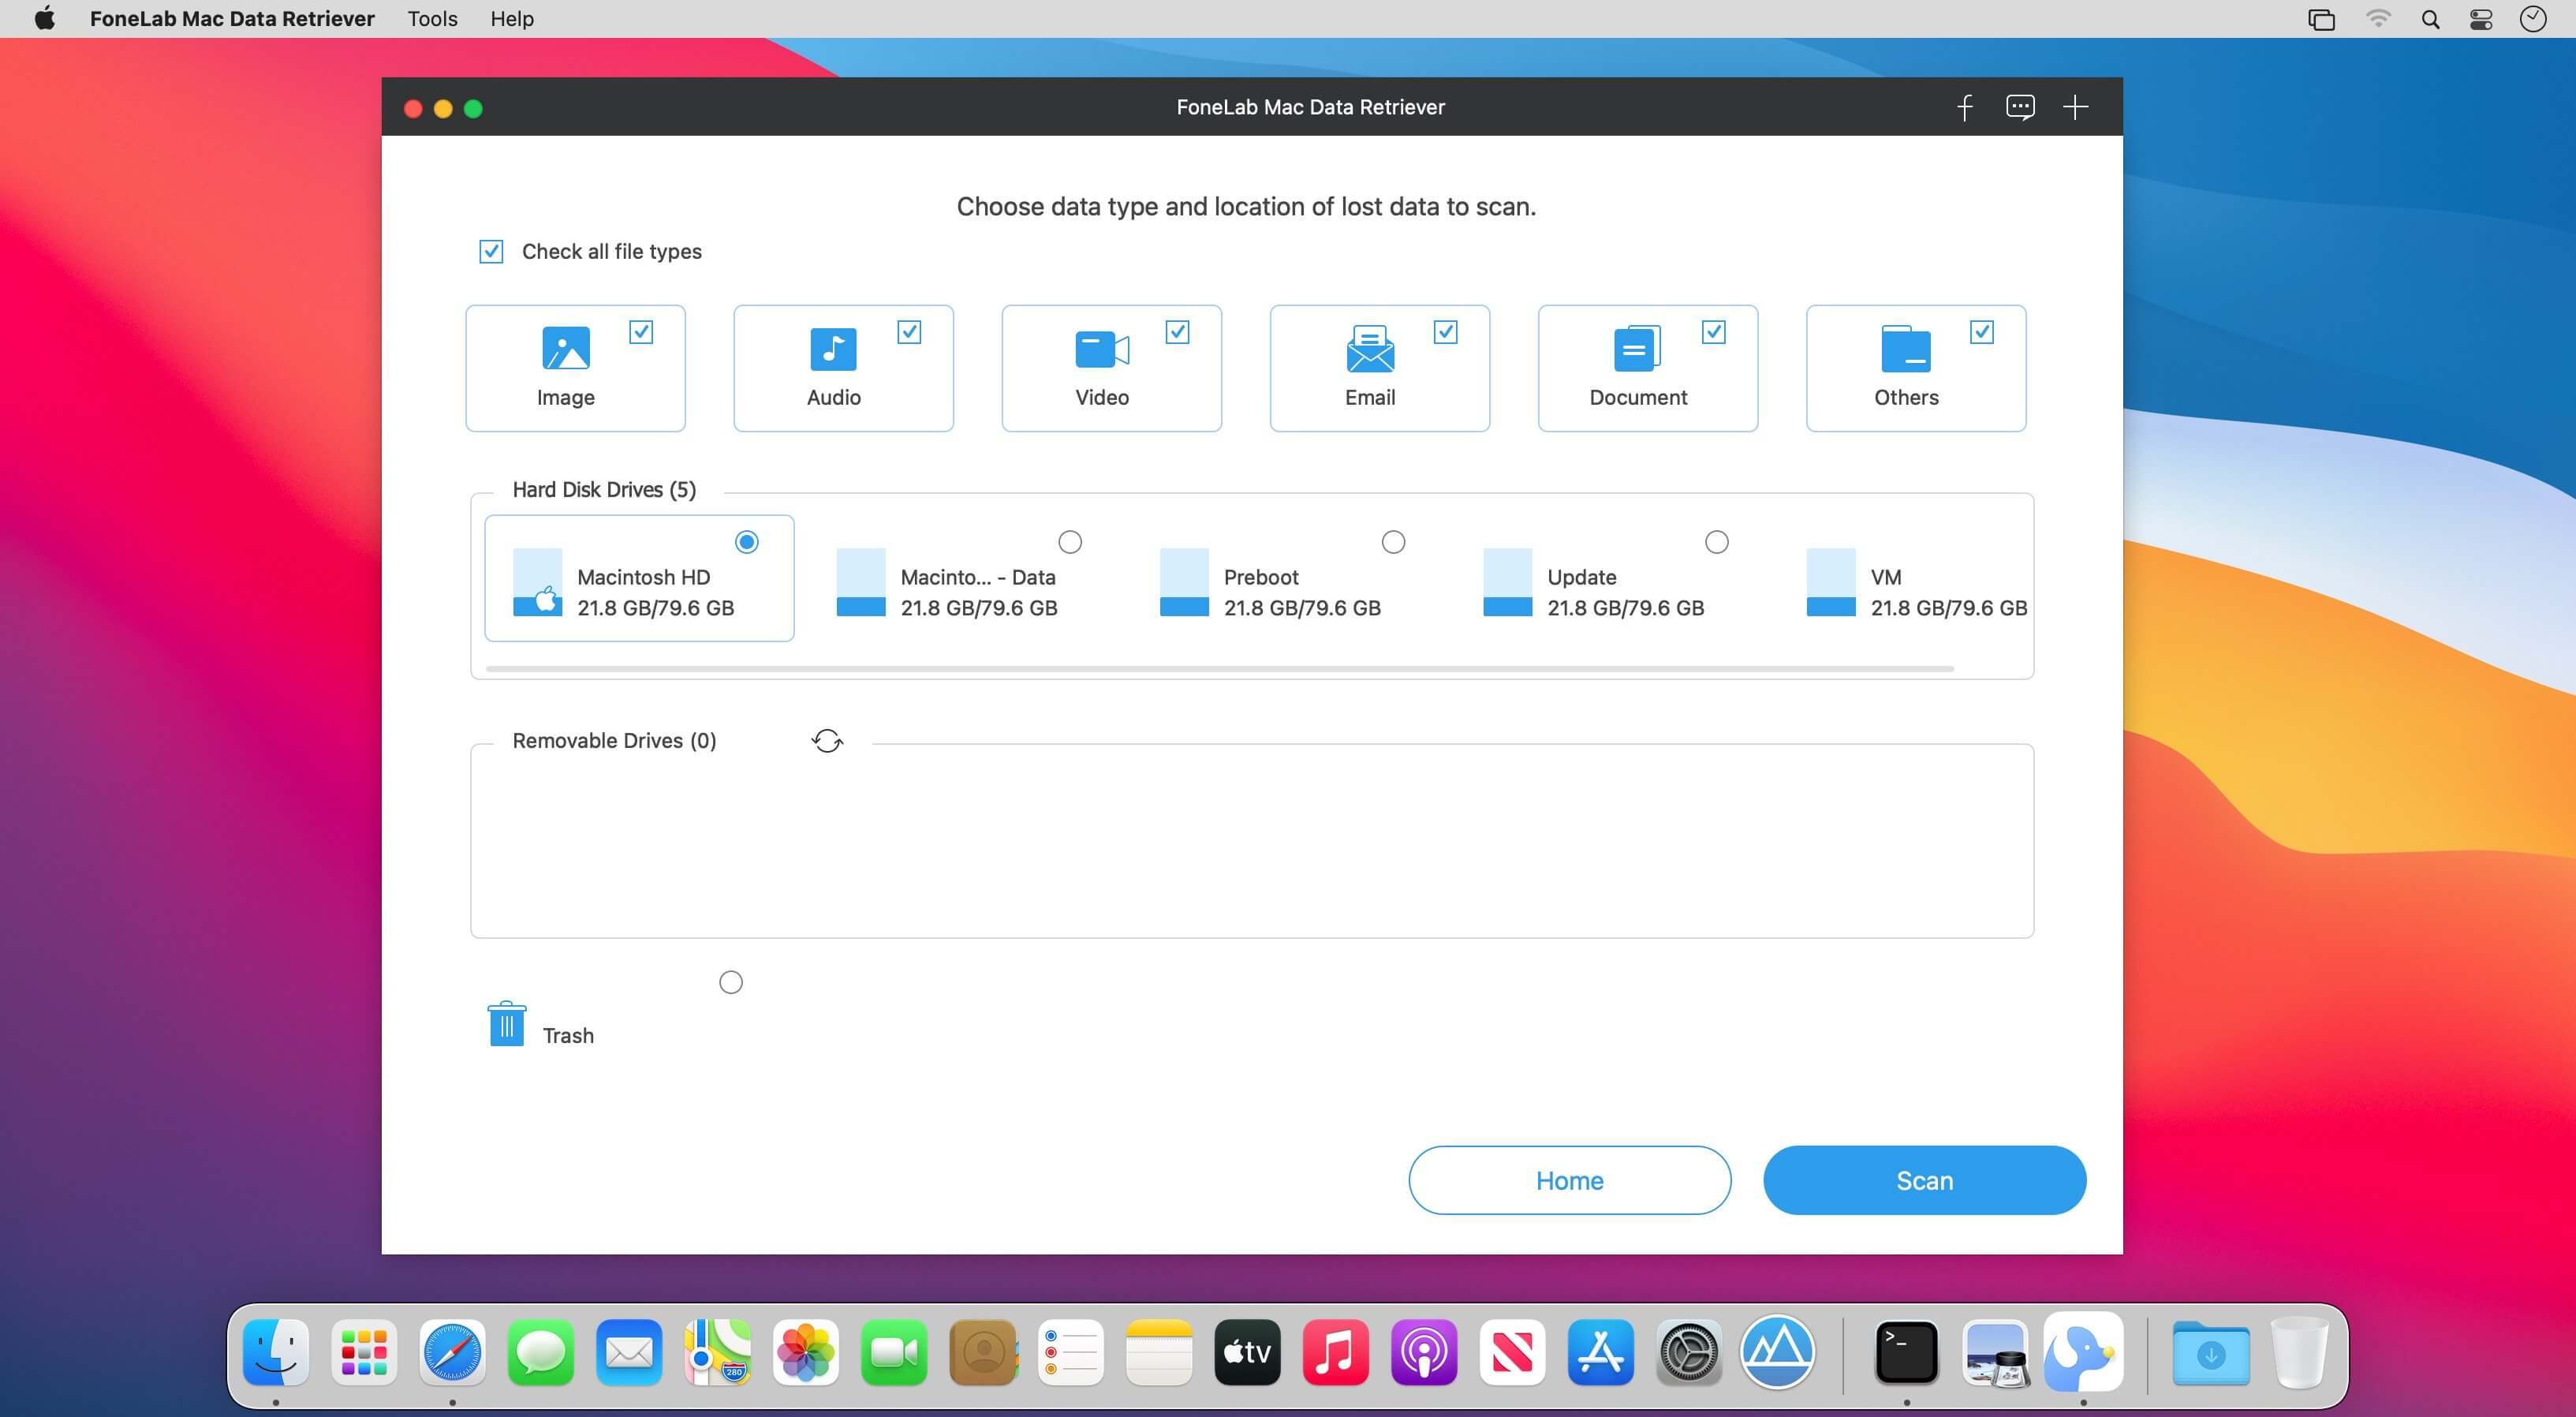 FoneLab Mac Data Retriever Tools Help
FoneLab Mac Data Retriever
Choose data type and location of lost data to scan.
Check all file types
Image Audio Video Email Document Others
Hard Disk Drives (5)
Macintosh HD
21.8 GB/79.6 GB
Macinto... - Data
21.8 GB/79.6 GB
Preboot
21.8 GB/79.6 GB
Update
21.8 GB/79.6 GB
VM
21.8 GB/79.6 GB
Removable Drives (0)
Trash
Home Scan
280
tv
>_